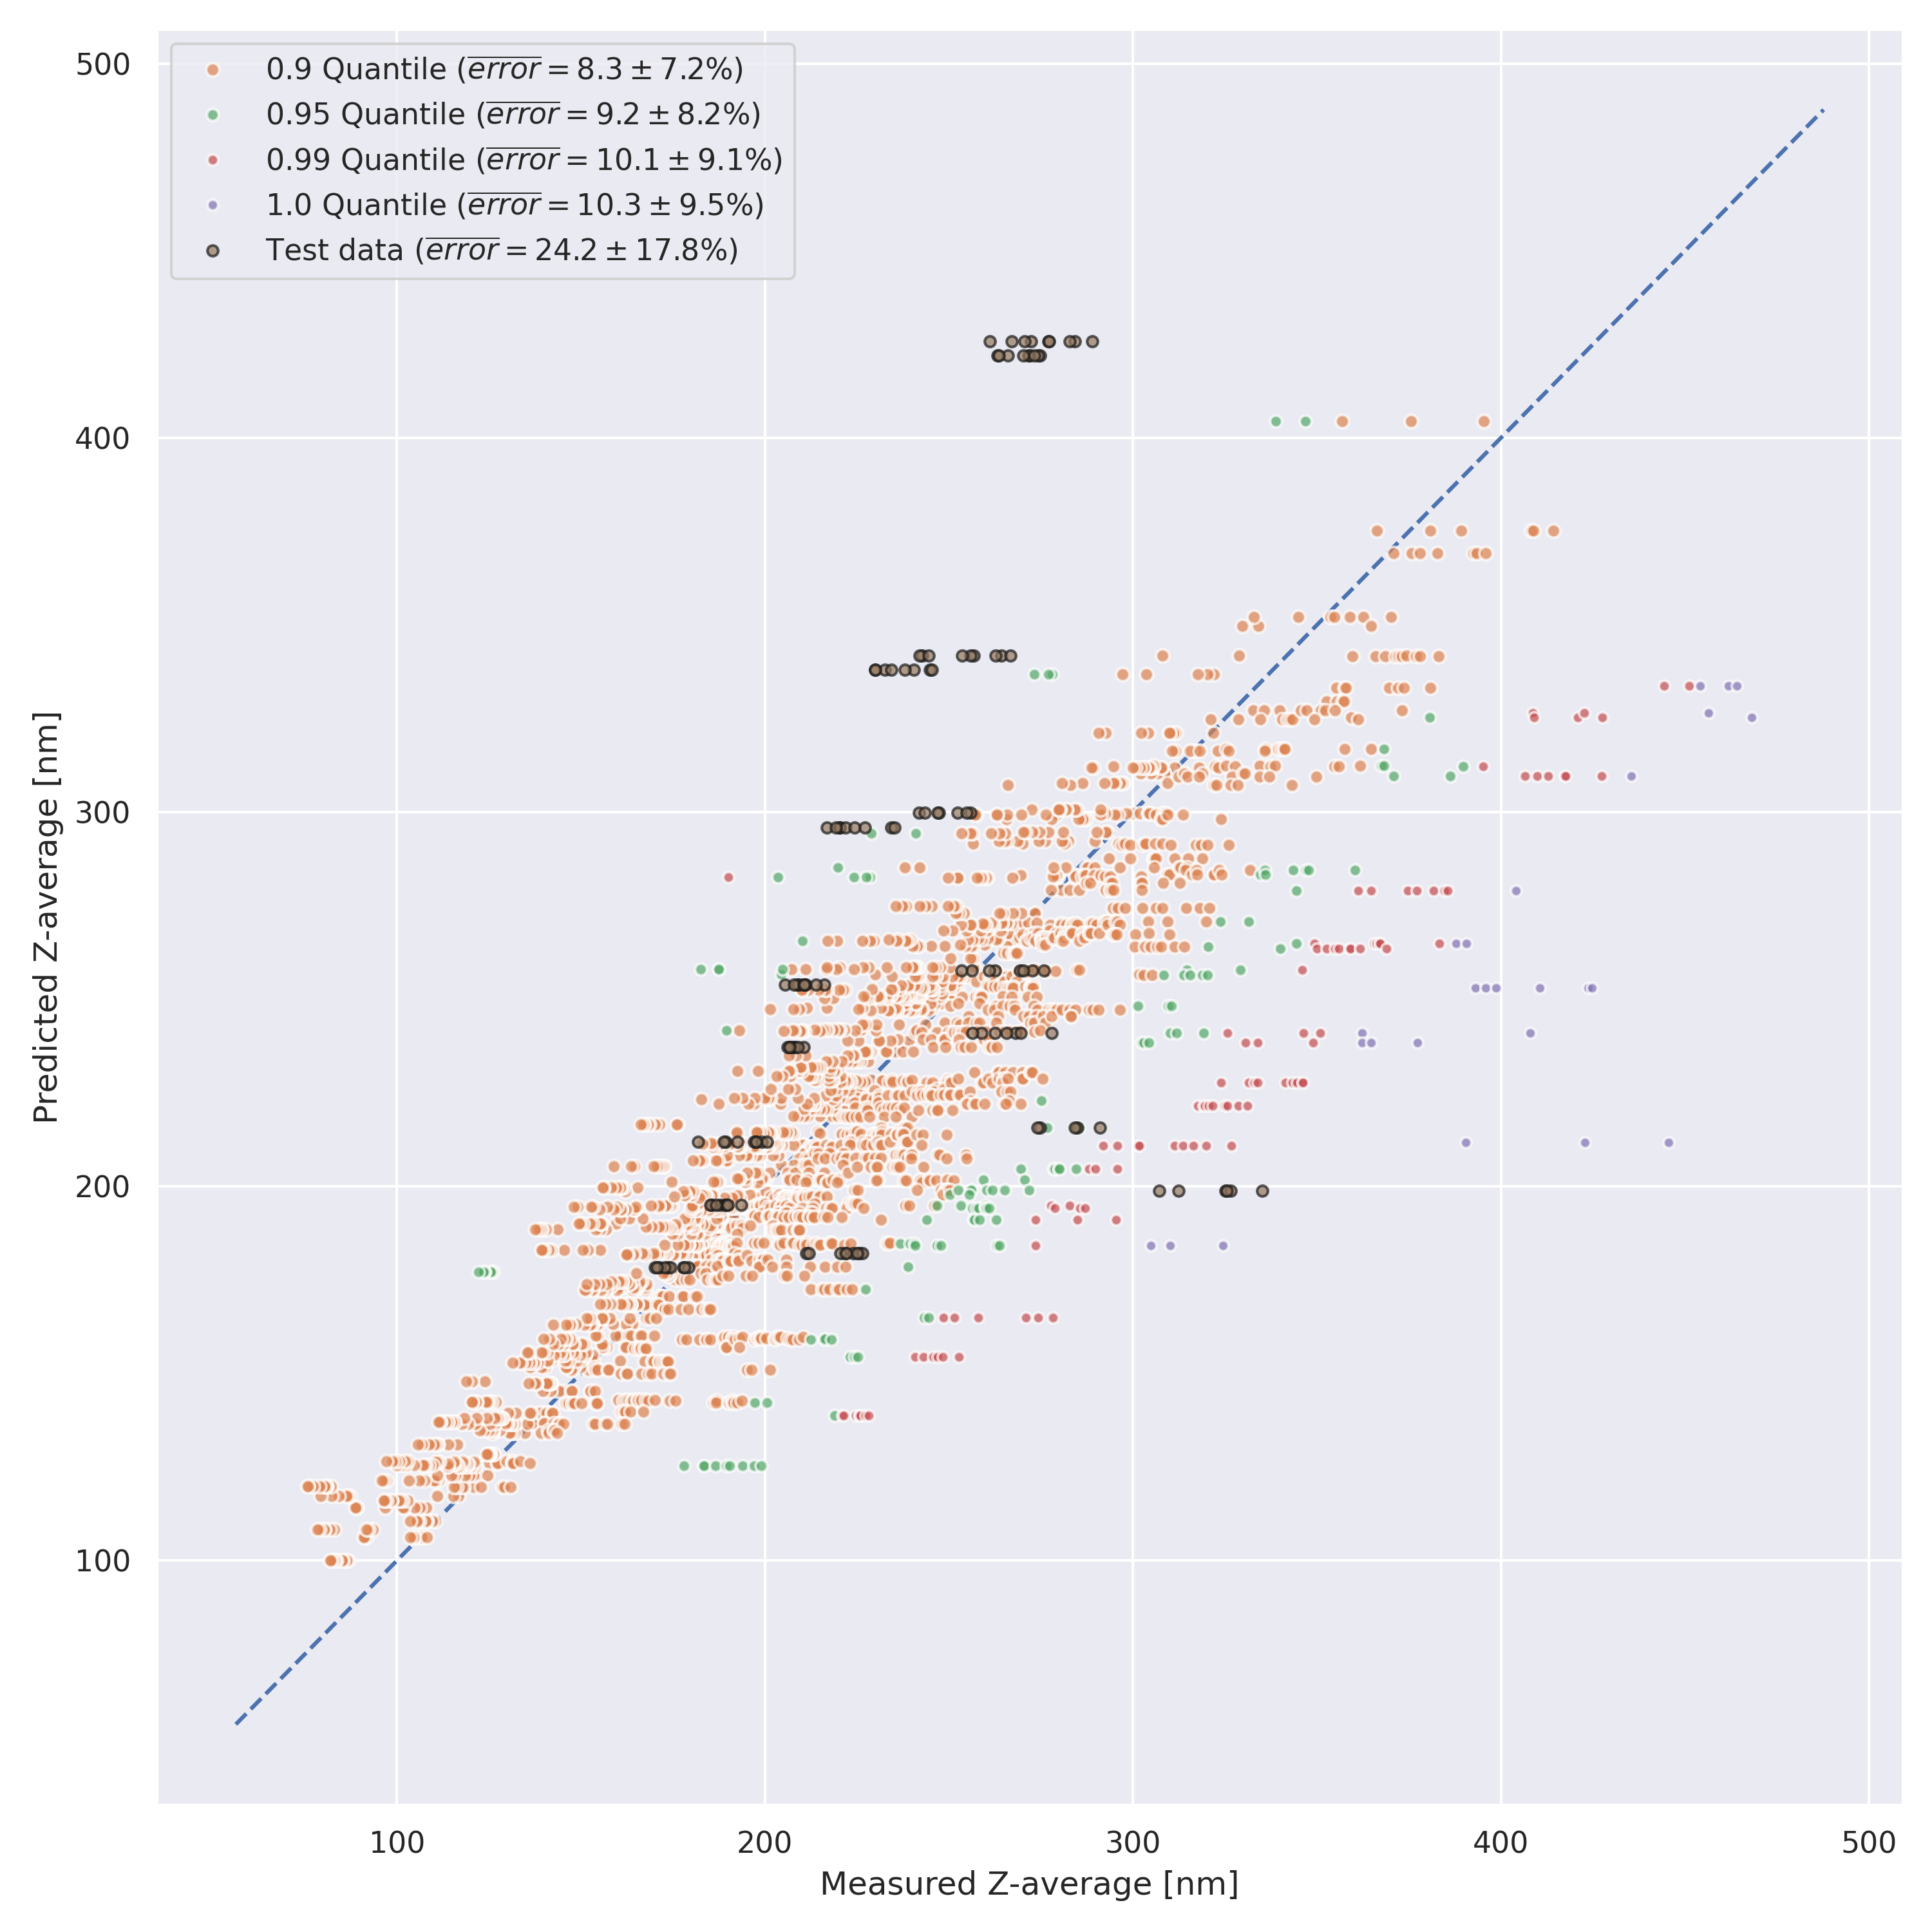 0.9 Quantile (error = 8.3 ± 7.2%)
0.95 Quantile (error = 9.2 ± 8.2%)
0.99 Quantile (error = 10.1 ± 9.1%)
1.0 Quantile (error = 10.3 ± 9.5%)
Test data (error = 24.2 ± 17.8%)
500
400
300
200
100
Predicted Z-average [nm]
100 200 300 400 500
Measured Z-average [nm]